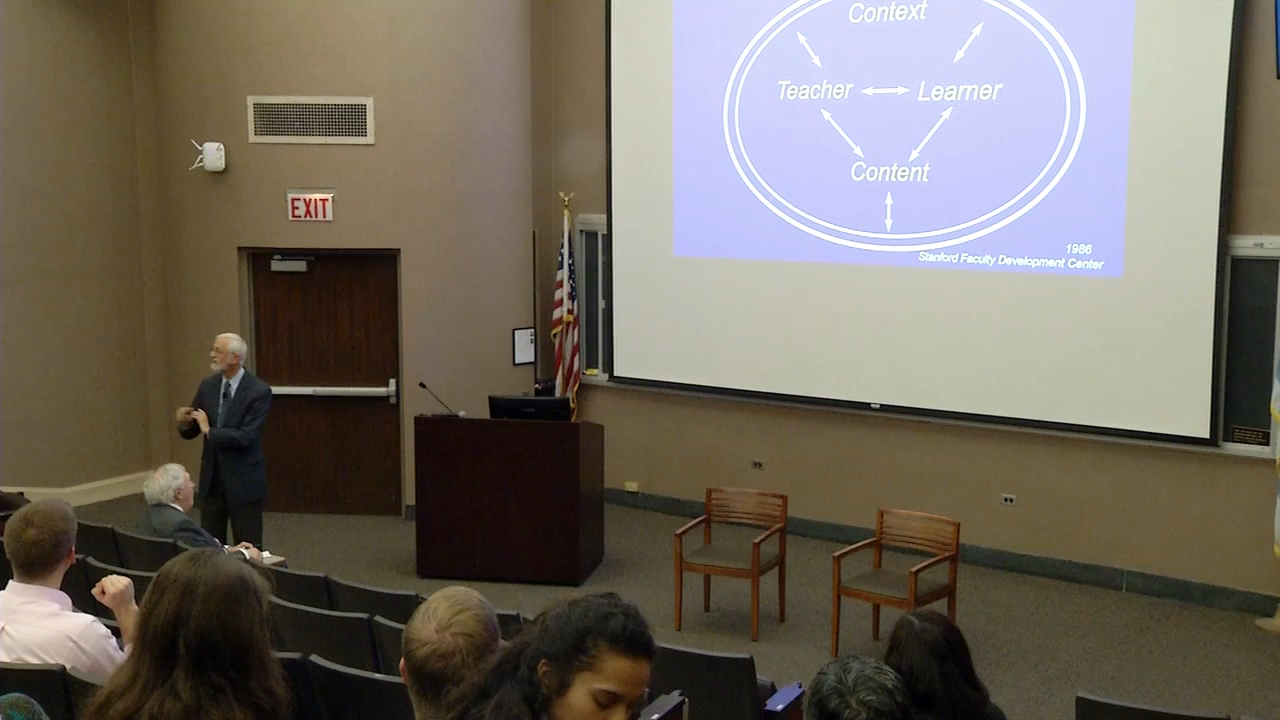 Context
Teacher
Learner
Content
1986
Stanford Faculty Development Center
EXIT